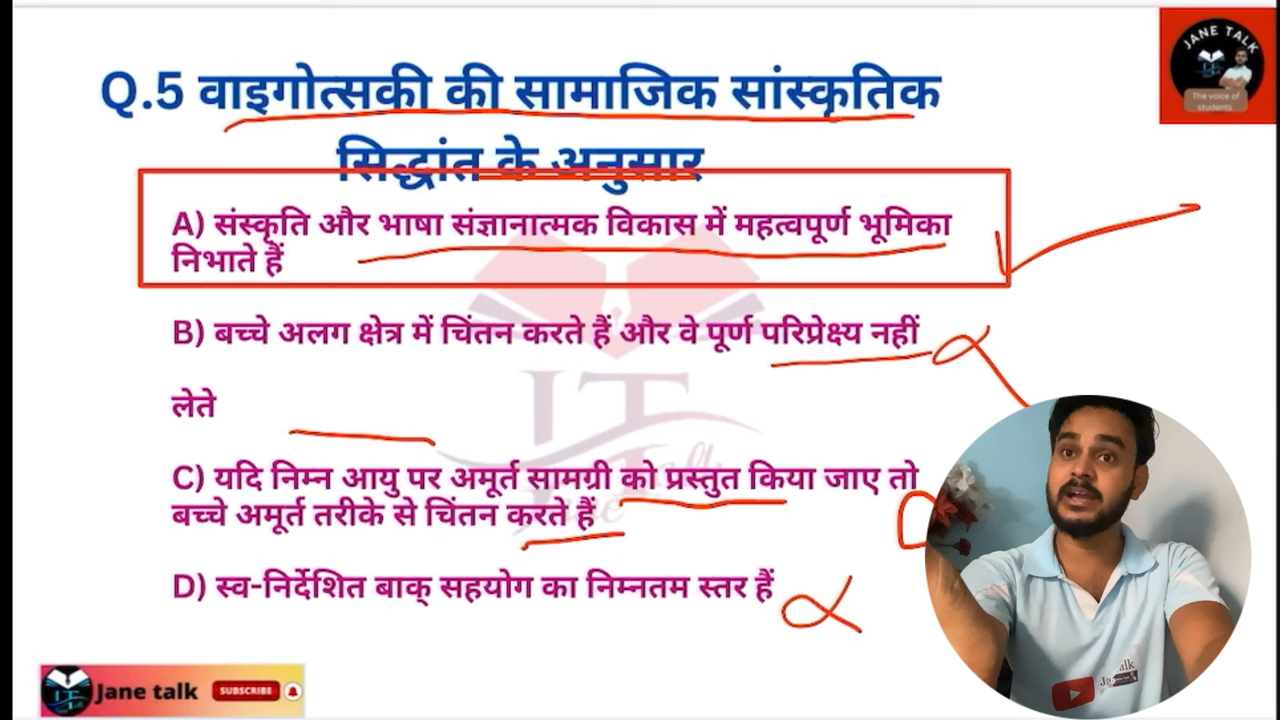 JANE TALK
The voice of
students
Q.5 वाइगोत्सकी की सामाजिक सांस्कृतिक
सिद्धांत के अनुसार
A) संस्कृति और भाषा संज्ञानात्मक विकास में महत्वपूर्ण भूमिका
निभाते हैं
B) बच्चे अलग क्षेत्र में चिंतन करते हैं और वे पूर्ण परिप्रेक्ष्य नहीं
लेते
C) यदि निम्न आयु पर अमूर्त सामग्री को प्रस्तुत किया जाए तो
बच्चे अमूर्त तरीके से चिंतन करते हैं
D) स्व-निर्देशित बाक् सहयोग का निम्नतम स्तर हैं
Jane talk
SUBSCRIBE